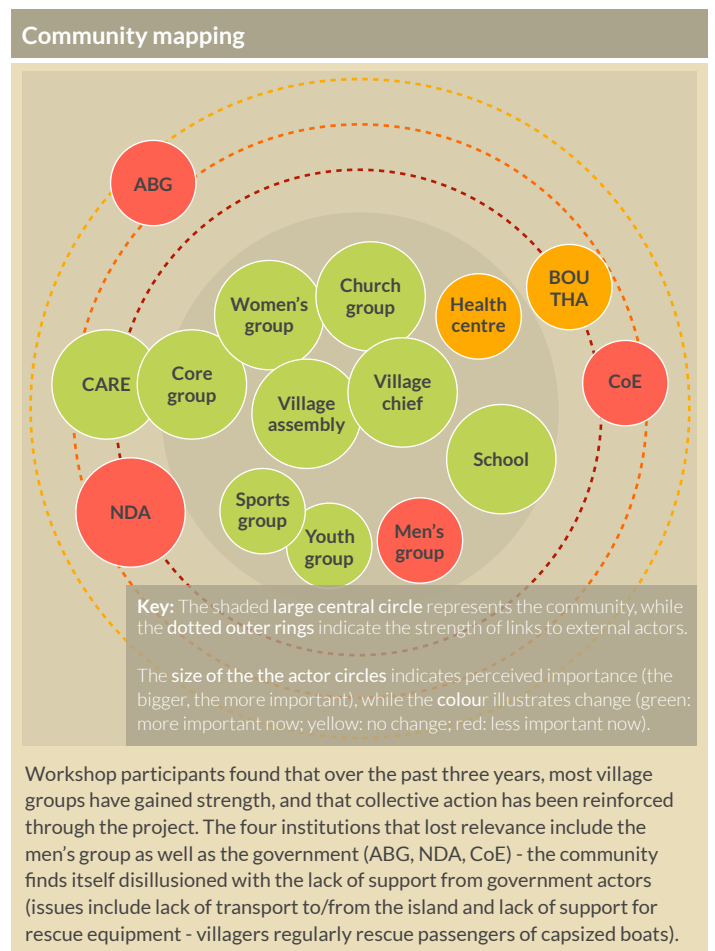 Community mapping
ABG
BOU
THA
Church
group
Women's
group
Health
centre
CoE
CARE
Core
group
Village
chief
Village
assembly
School
NDA
Sports
group
Youth
group
Men's
group
Key: The shaded large central circle represents the community, while
the dotted outer rings indicate the strength of links to external actors.
The size of the the actor circles indicates perceived importance (the
bigger, the more important), while the colour illustrates change (green:
more important now; yellow: no change; red: less important now).
Workshop participants found that over the past three years, most village
groups have gained strength, and that collective action has been reinforced
through the project. The four institutions that lost relevance include the
men's group as well as the government (ABG, NDA, CoE) - the community
finds itself disillusioned with the lack of support from government actors
(issues include lack of transport to/from the island and lack of support for
rescue equipment - villagers regularly rescue passengers of capsized boats).